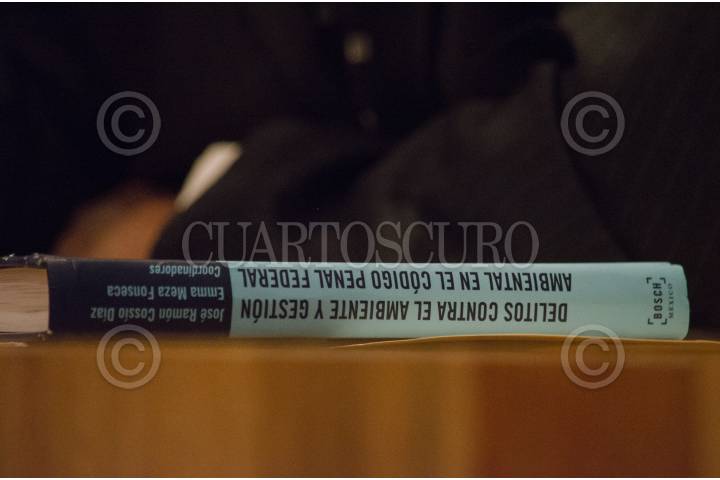 CUARTOSCURO
José Ramón Cossío Díaz
Emma Meza Fonseca
Coordinadores
DELITOS CONTRA EL AMBIENTE Y GESTIÓN
AMBIENTAL EN EL CÓDIGO PENAL FEDERAL
BOSCH
MÉXICO
©
©
©
©